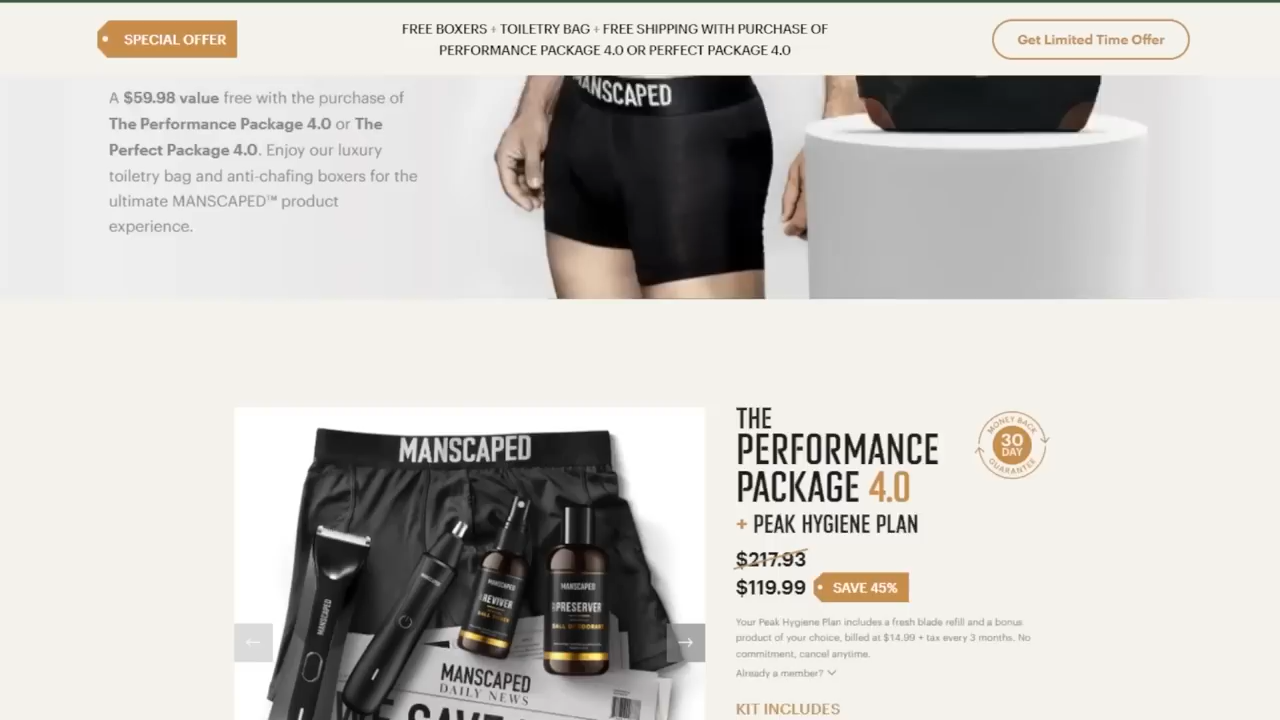 SPECIAL OFFER
FREE BOXERS + TOILETRY BAG + FREE SHIPPING WITH PURCHASE OF
PERFORMANCE PACKAGE 4.0 OR PERFECT PACKAGE 4.0
Get Limited Time Offer
A $59.98 value free with the purchase of
The Performance Package 4.0 or The
Perfect Package 4.0. Enjoy our luxury
toiletry bag and anti-chafing boxers for the
ultimate MANSCAPED™ product
experience.
MANSCAPED
MANSCAPED
MANSCAPED
MANSCAPED
REVIVER
MANSCAPED
PRESERVER
BALL DEODORANT
MANSCAPED
DAILY NEWS
WE SAVE
THE
PERFORMANCE
PACKAGE 4.0
+ PEAK HYGIENE PLAN
MONEY BACK
30
DAY
GUARANTEE
$217.93
$119.99
SAVE 45%
Your Peak Hygiene Plan includes a fresh blade refill and a bonus
product of your choice, billed at $14.99 + tax every 3 months. No
commitment, cancel anytime.
Already a member?
KIT INCLUDES